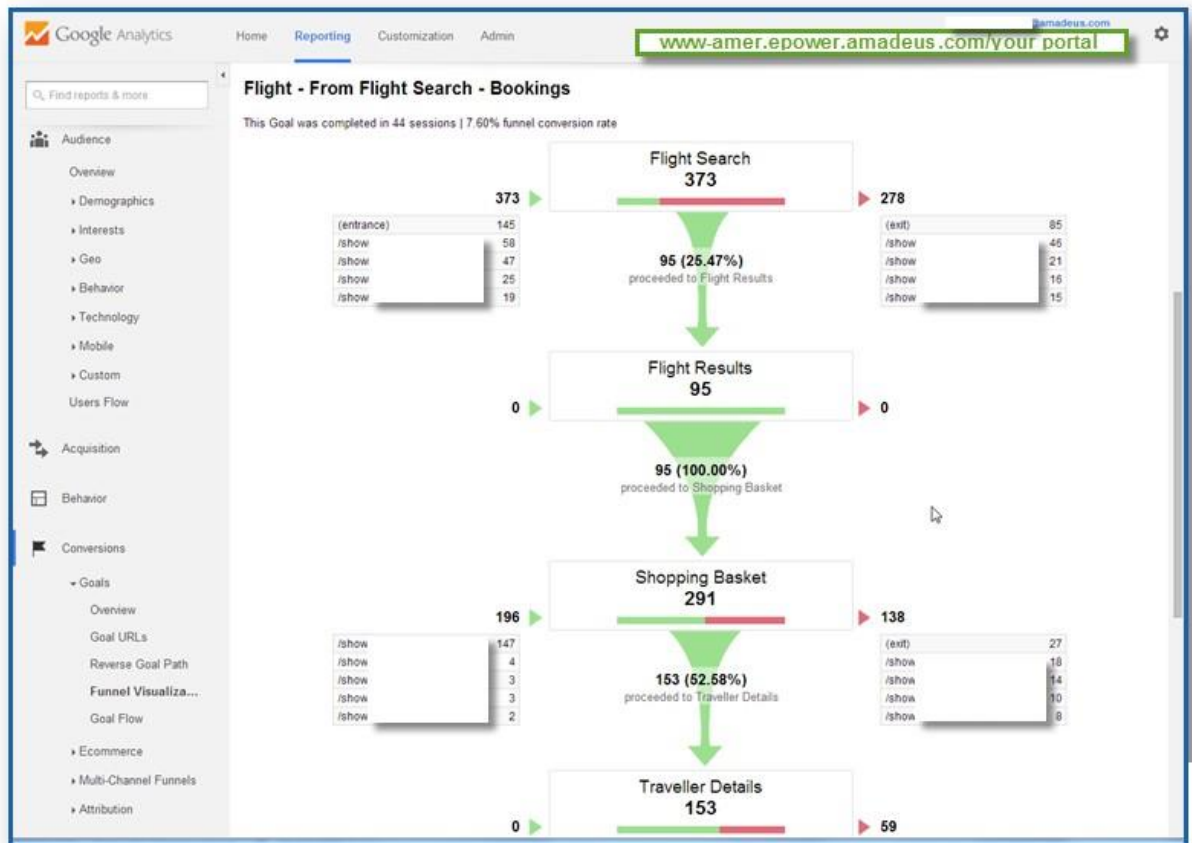 Google Analytics
Home Reporting Customization Admin
amadeus.com
www-amer.epower.amadeus.com/your portal
Find reports & more
Audience
Overview
Demographics
Interests
Geo
Behavior
Technology
Mobile
Custom
Users Flow
Acquisition
Behavior
Conversions
Goals
Overview
Goal URLs
Reverse Goal Path
Funnel Visualiza...
Goal Flow
Ecommerce
Multi-Channel Funnels
Attribution
Flight - From Flight Search - Bookings
This Goal was completed in 44 sessions | 7.60% funnel conversion rate
Flight Search
373
373
(entrance) 145
/show 58
/show 47
/show 25
/show 19
278
(exit) 85
/show 46
/show 21
/show 16
/show 15
95 (25.47%)
proceeded to Flight Results
Flight Results
95
0
0
95 (100.00%)
proceeded to Shopping Basket
Shopping Basket
291
196
/show 147
/show 4
/show 3
/show 3
/show 2
138
(exit) 27
/show 18
/show 14
/show 10
/show 8
153 (52.58%)
proceeded to Traveller Details
Traveller Details
153
0
59